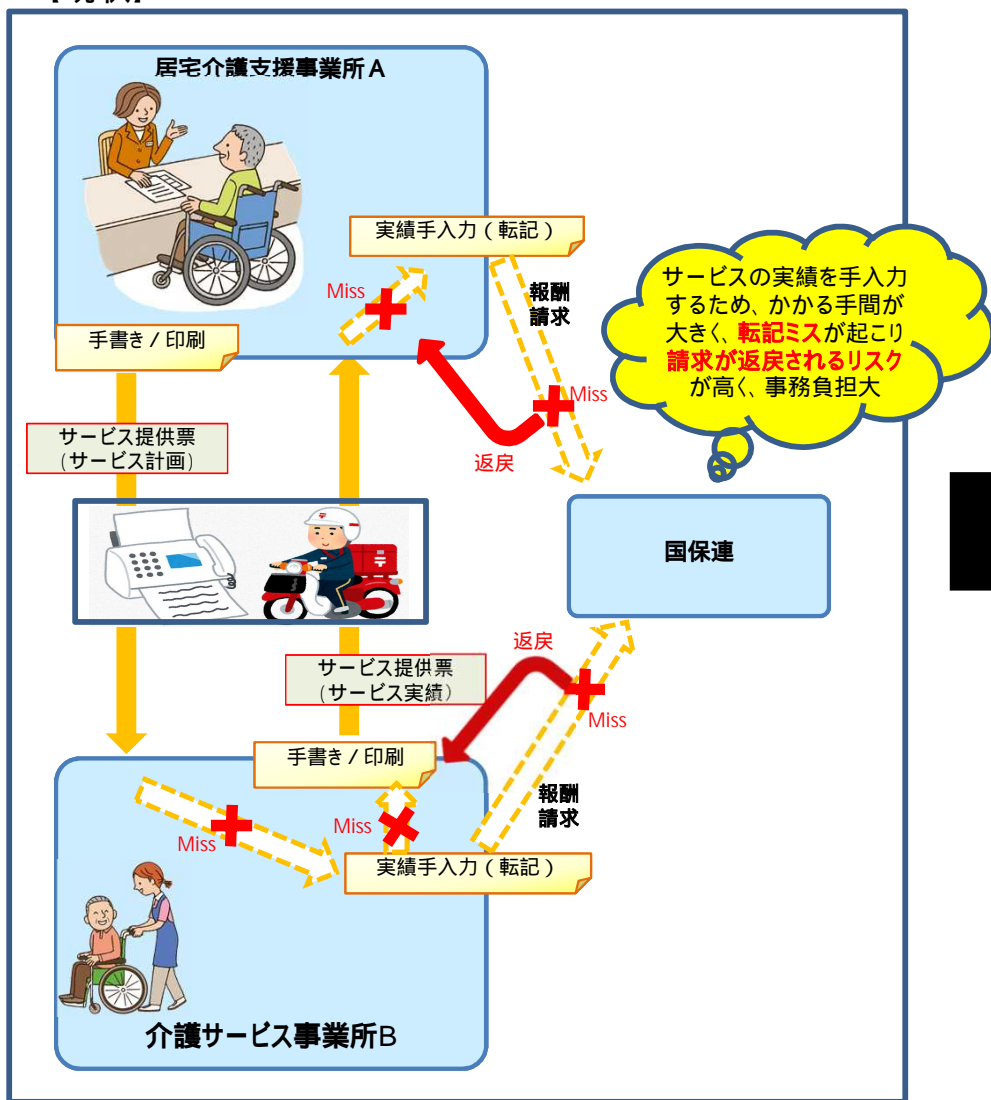 居宅介護支援事業所A
実績手入力(転記)
Miss
報酬
請求
手書き/印刷
サービスの実績を手入力
するため、かかる手間が
大きく、転記ミスが起こり
請求が返戻されるリスク
が高く、事務負担大
Miss
サービス提供票
(サービス計画)
返戻
国保連
返戻
サービス提供票
(サービス実績)
Miss
手書き/印刷
報酬
請求
Miss
Miss
実績手入力(転記)
介護サービス事業所B